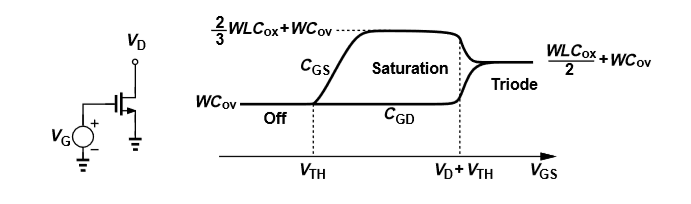 V_D
V_G
+
−
2/3 WLC_ox + WC_ov
C_GS
Saturation
WLC_ox/2 + WC_ov
Triode
WC_ov
Off
C_GD
V_TH
V_D + V_TH
V_GS